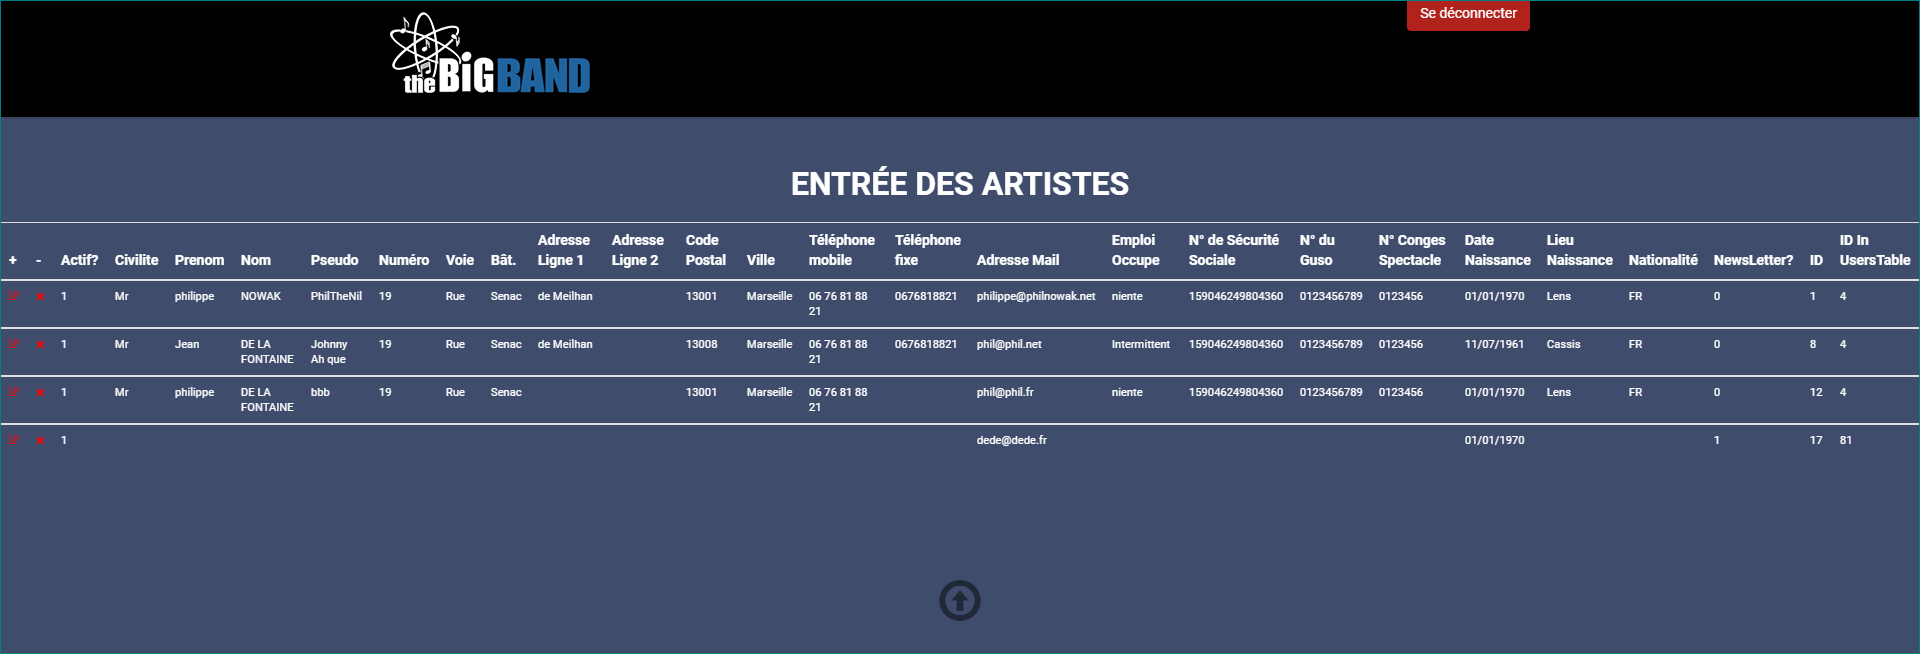 Se déconnecter
the BiG BAND
ENTRÉE DES ARTISTES
+ - Actif? Civilite Prenom Nom Pseudo Numéro Voie Bât. Adresse Ligne 1 Adresse Ligne 2 Code Postal Ville Téléphone mobile Téléphone fixe Adresse Mail Emploi Occupe N° de Sécurité Sociale N° du Guso N° Conges Spectacle Date Naissance Lieu Naissance Nationalité NewsLetter? ID ID In UsersTable
1 Mr philippe NOWAK PhilTheNil 19 Rue Senac de Meilhan 13001 Marseille 06 76 81 88 21 0676818821 philippe@philnowak.net niente 159046249804360 0123456789 0123456 01/01/1970 Lens FR 0 1 4
1 Mr Jean DE LA FONTAINE Johnny Ah que 19 Rue Senac de Meilhan 13008 Marseille 06 76 81 88 21 0676818821 phil@phil.net Intermittent 159046249804360 0123456789 0123456 11/07/1961 Cassis FR 0 8 4
1 Mr philippe DE LA FONTAINE bbb 19 Rue Senac 13001 Marseille 06 76 81 88 21 phil@phil.fr niente 159046249804360 0123456789 0123456 01/01/1970 Lens FR 0 12 4
1 dede@dede.fr 01/01/1970 1 17 81